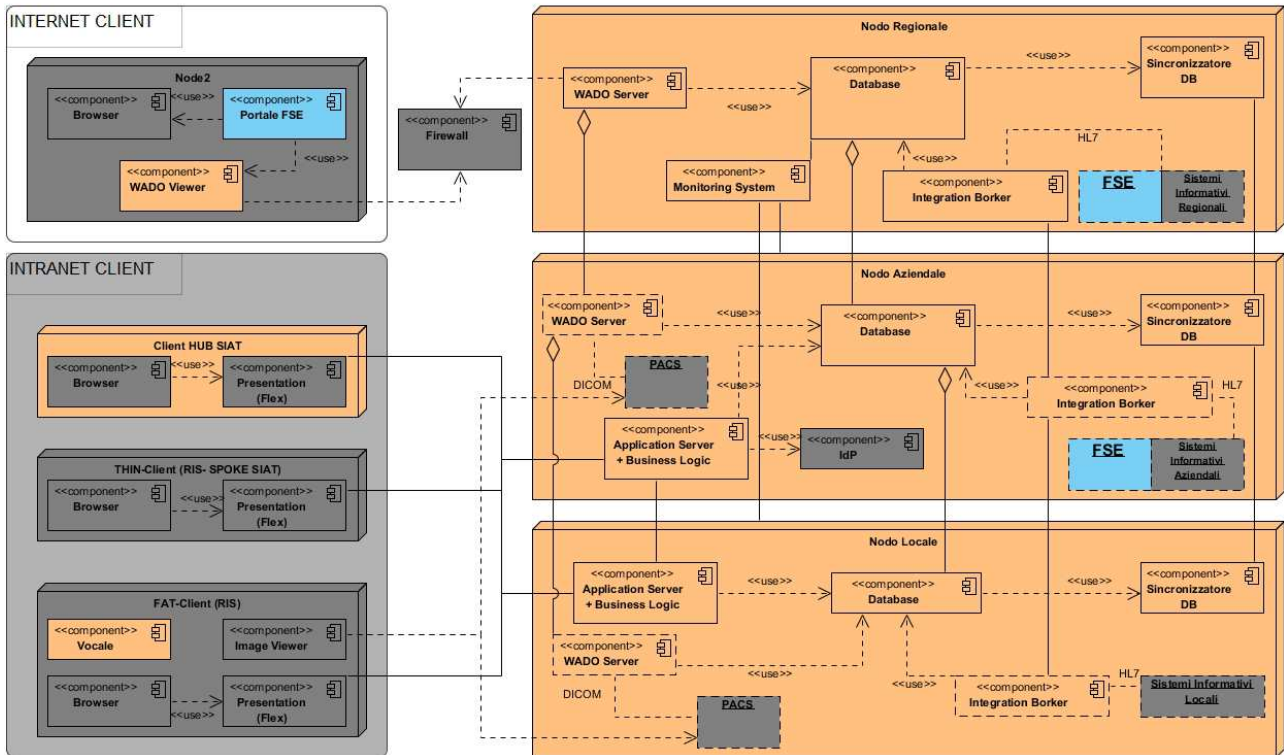 INTERNET CLIENT
Node2
<<component>>
Browser
<<use>>
<<component>>
Portale FSE
<<use>>
<<component>>
WADO Viewer
<<component>>
Firewall
Nodo Regionale
<<component>>
WADO Server
<<use>>
<<component>>
Database
<<use>>
<<component>>
Sincronizzatore
DB
<<component>>
Monitoring System
<<use>>
<<component>>
Integration Borker
HL7
FSE
Sistemi
Informativi
Regionali
INTRANET CLIENT
Client HUB SIAT
<<component>>
Browser
<<use>>
<<component>>
Presentation
(Flex)
THIN-Client (RIS- SPOKE SIAT)
<<component>>
Browser
<<use>>
<<component>>
Presentation
(Flex)
FAT-Client (RIS)
<<component>>
Vocale
<<component>>
Image Viewer
<<component>>
Browser
<<use>>
<<component>>
Presentation
(Flex)
Nodo Aziendale
<<component>>
WADO Server
<<use>>
<<component>>
Database
<<use>>
<<component>>
Sincronizzatore
DB
DICOM
PACS
<<use>>
<<use>>
<<component>>
Integration Borker
HL7
<<component>>
Application Server
+ Business Logic
<<use>>
<<component>>
IdP
FSE
Sistemi
Informativi
Aziendali
Nodo Locale
<<component>>
Application Server
+ Business Logic
<<use>>
<<component>>
Database
<<use>>
<<component>>
Sincronizzatore
DB
<<component>>
WADO Server
<<use>>
DICOM
PACS
<<use>>
<<component>>
Integration Borker
HL7
Sistemi Informativi
Locali